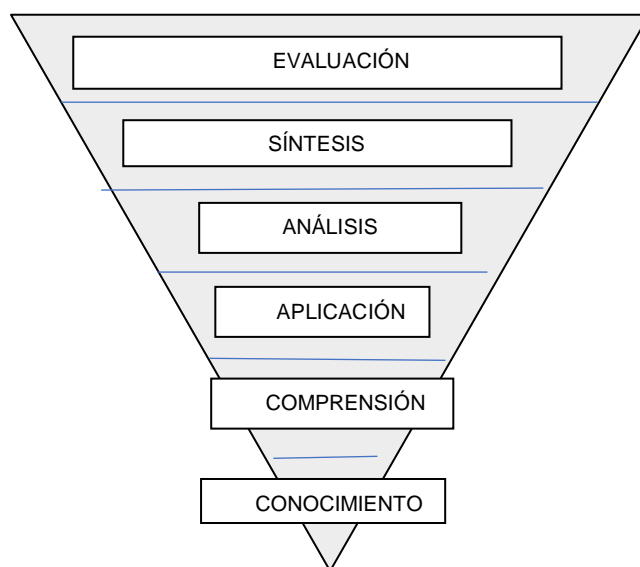 EVALUACIÓN
SÍNTESIS
ANÁLISIS
APLICACIÓN
COMPRENSIÓN
CONOCIMIENTO